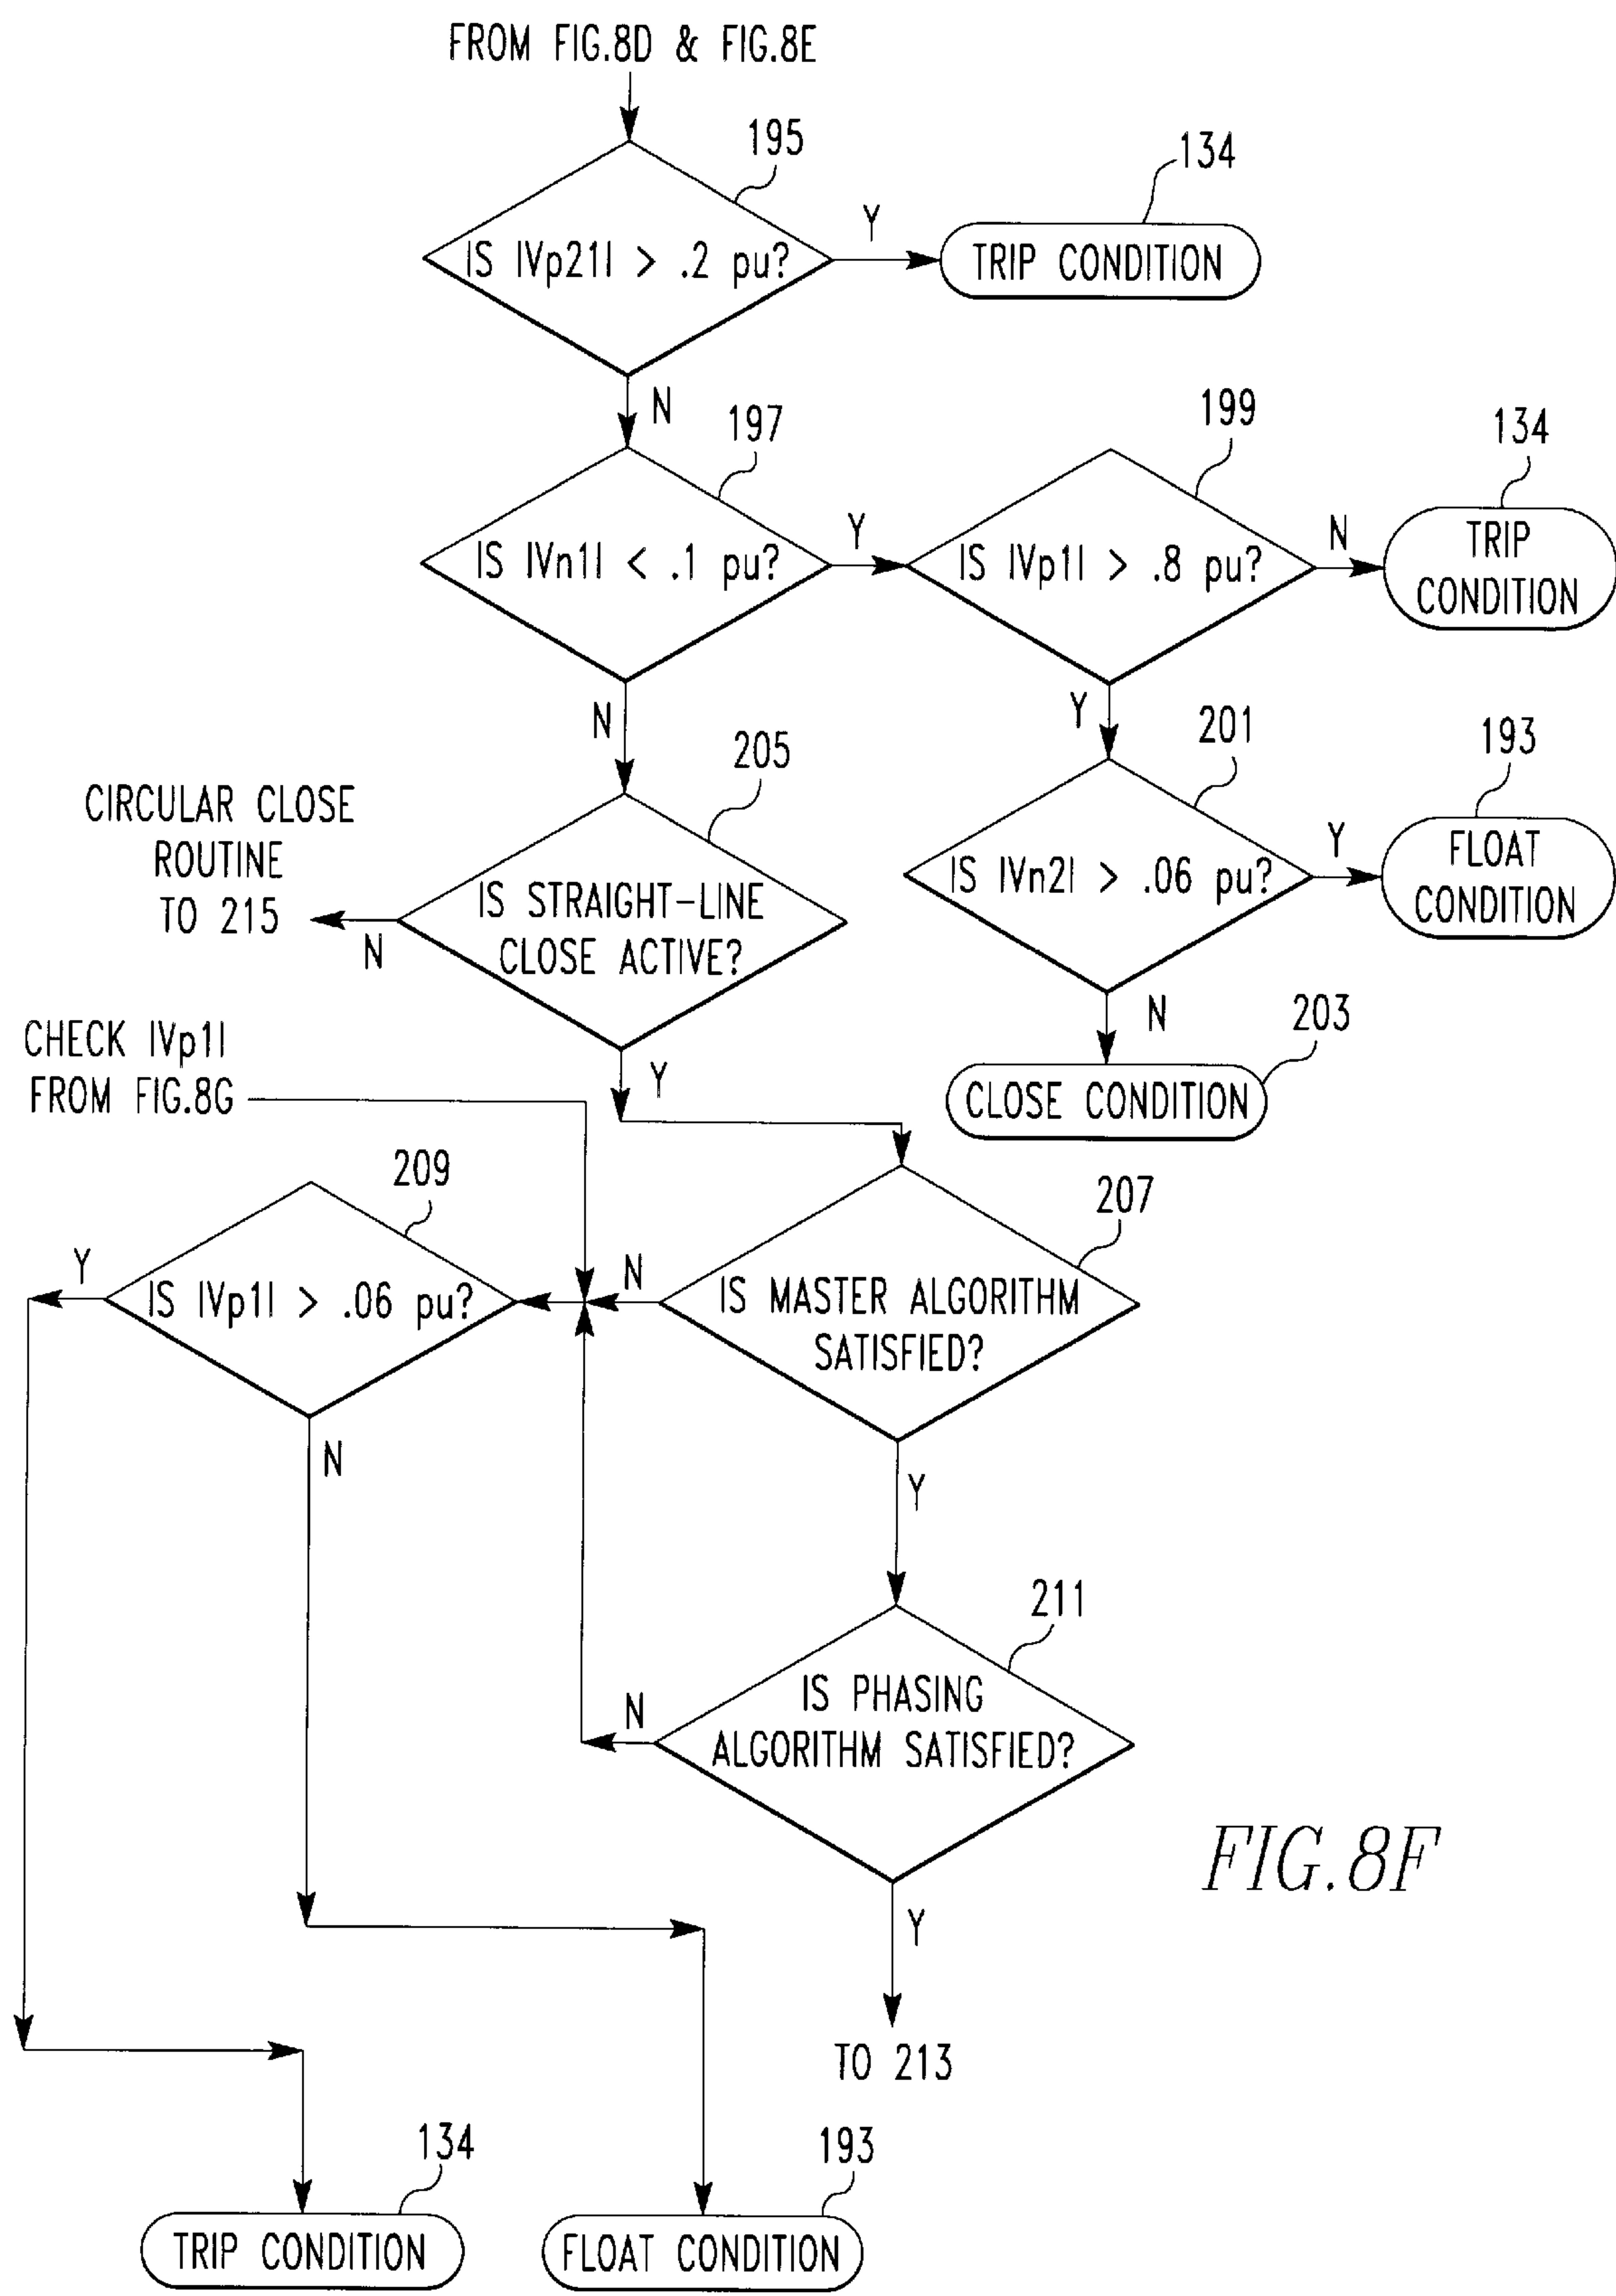 FROM FIG.8D & FIG.8E
195
134
IS |Vp21| > .2 pu?
Y
TRIP CONDITION
N
197
199
134
IS |Vn1| < .1 pu?
Y
IS |Vp1| > .8 pu?
N
TRIP
CONDITION
N
Y
205
201
193
CIRCULAR CLOSE
ROUTINE
TO 215
N
IS STRAIGHT-LINE
CLOSE ACTIVE?
IS |Vn2| > .06 pu?
Y
FLOAT
CONDITION
N
203
CHECK |Vp1|
FROM FIG.8G
Y
CLOSE CONDITION
209
207
Y
IS |Vp1| > .06 pu?
N
IS MASTER ALGORITHM
SATISFIED?
N
Y
211
N
IS PHASING
ALGORITHM SATISFIED?
FIG.8F
Y
TO 213
134
193
TRIP CONDITION
FLOAT CONDITION